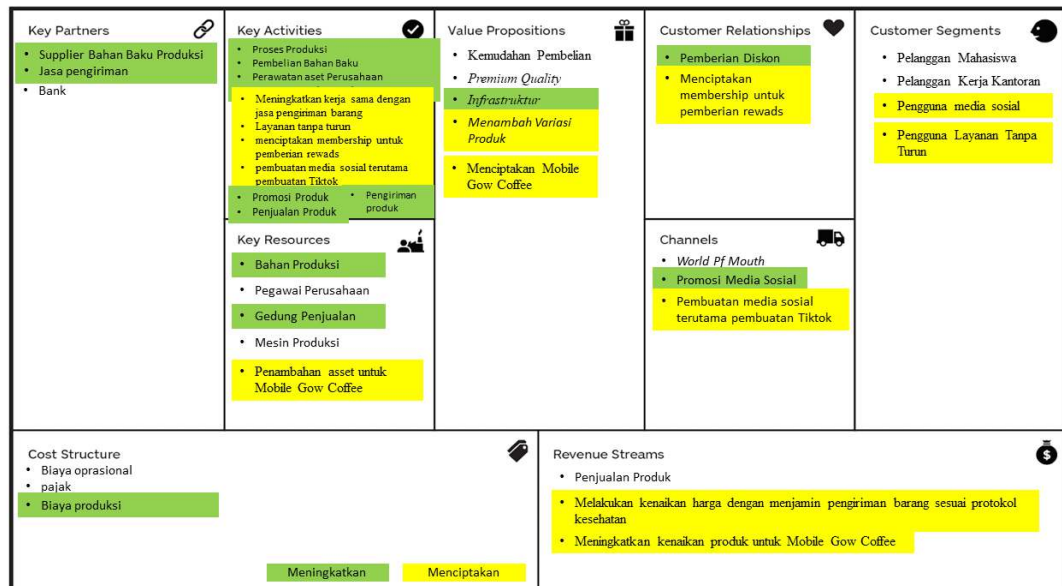 Key Partners
• Supplier Bahan Baku Produksi
• Jasa pengiriman
• Bank
Key Activities
• Proses Produksi
• Pembelian Bahan Baku
• Perawatan aset Perusahaan
• Meningkatkan kerja sama dengan
jasa pengiriman barang
• Layanan tanpa turun
• menciptakan membership untuk
pemberian rewads
• pembuatan media sosial terutama
pembuatan Tiktok
• Promosi Produk
• Penjualan Produk
• Pengiriman
produk
Key Resources
• Bahan Produksi
• Pegawai Perusahaan
• Gedung Penjualan
• Mesin Produksi
• Penambahan asset untuk
Mobile Gow Coffee
Value Propositions
• Kemudahan Pembelian
• Premium Quality
• Infrastruktur
• Menambah Variasi
Produk
• Menciptakan Mobile
Gow Coffee
Customer Relationships
• Pemberian Diskon
• Menciptakan
membership untuk
pemberian rewads
Channels
• World Pf Mouth
• Promosi Media Sosial
• Pembuatan media sosial
terutama pembuatan Tiktok
Customer Segments
• Pelanggan Mahasiswa
• Pelanggan Kerja Kantoran
• Pengguna media sosial
• Pengguna Layanan Tanpa
Turun
Cost Structure
• Biaya oprasional
• pajak
• Biaya produksi
Meningkatkan
Menciptakan
Revenue Streams
• Penjualan Produk
• Melakukan kenaikan harga dengan menjamin pengiriman barang sesuai protokol
kesehatan
• Meningkatkan kenaikan produk untuk Mobile Gow Coffee